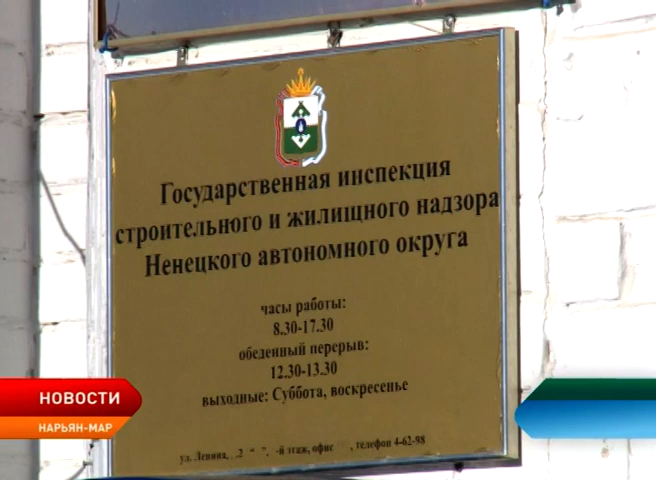 Государственная инспекция
строительного и жилищного надзора
Ненецкого автономного округа
часы работы:
8.30-17.30
обеденный перерыв:
12.30-13.30
выходные: Суббота, воскресенье
ул. Ленина, этаж, офис телефон 4-62-98
НОВОСТИ
НАРЬЯН-МАР